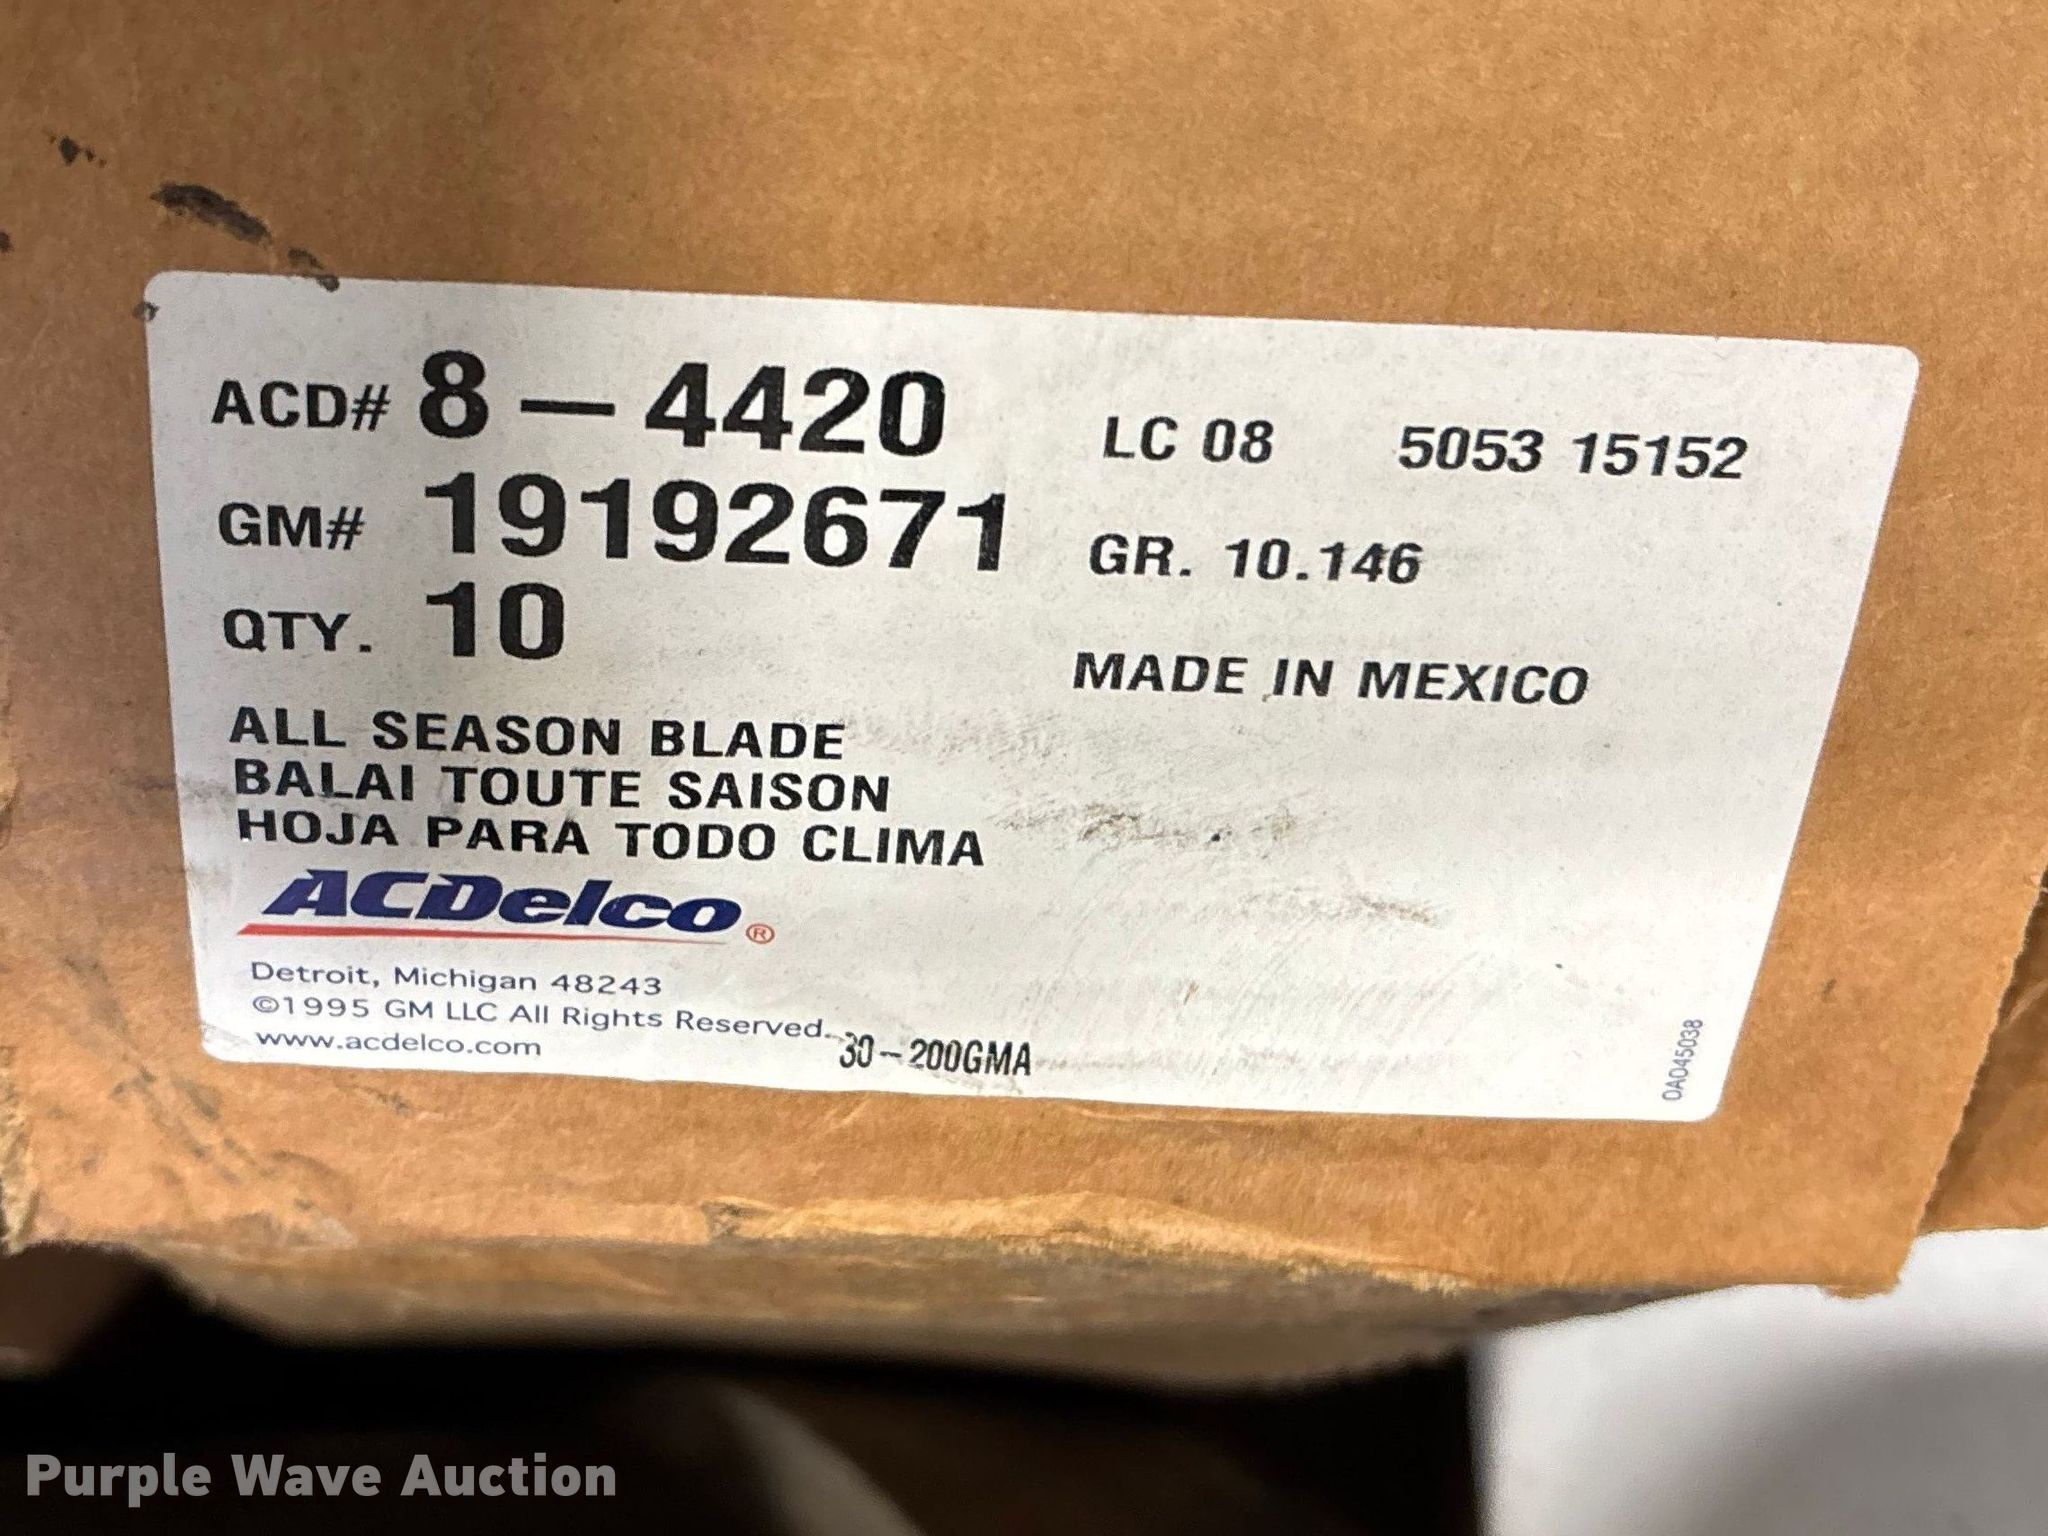 ACD# 8-4420
LC 08 5053 15152
GM# 19192671
GR. 10.146
QTY. 10
MADE IN MEXICO
ALL SEASON BLADE
BALAI TOUTE SAISON
HOJA PARA TODO CLIMA
ACDelco®
Detroit, Michigan 48243
©1995 GM LLC All Rights Reserved.
www.acdelco.com
30-200GMA
0A045038
Purple Wave Auction